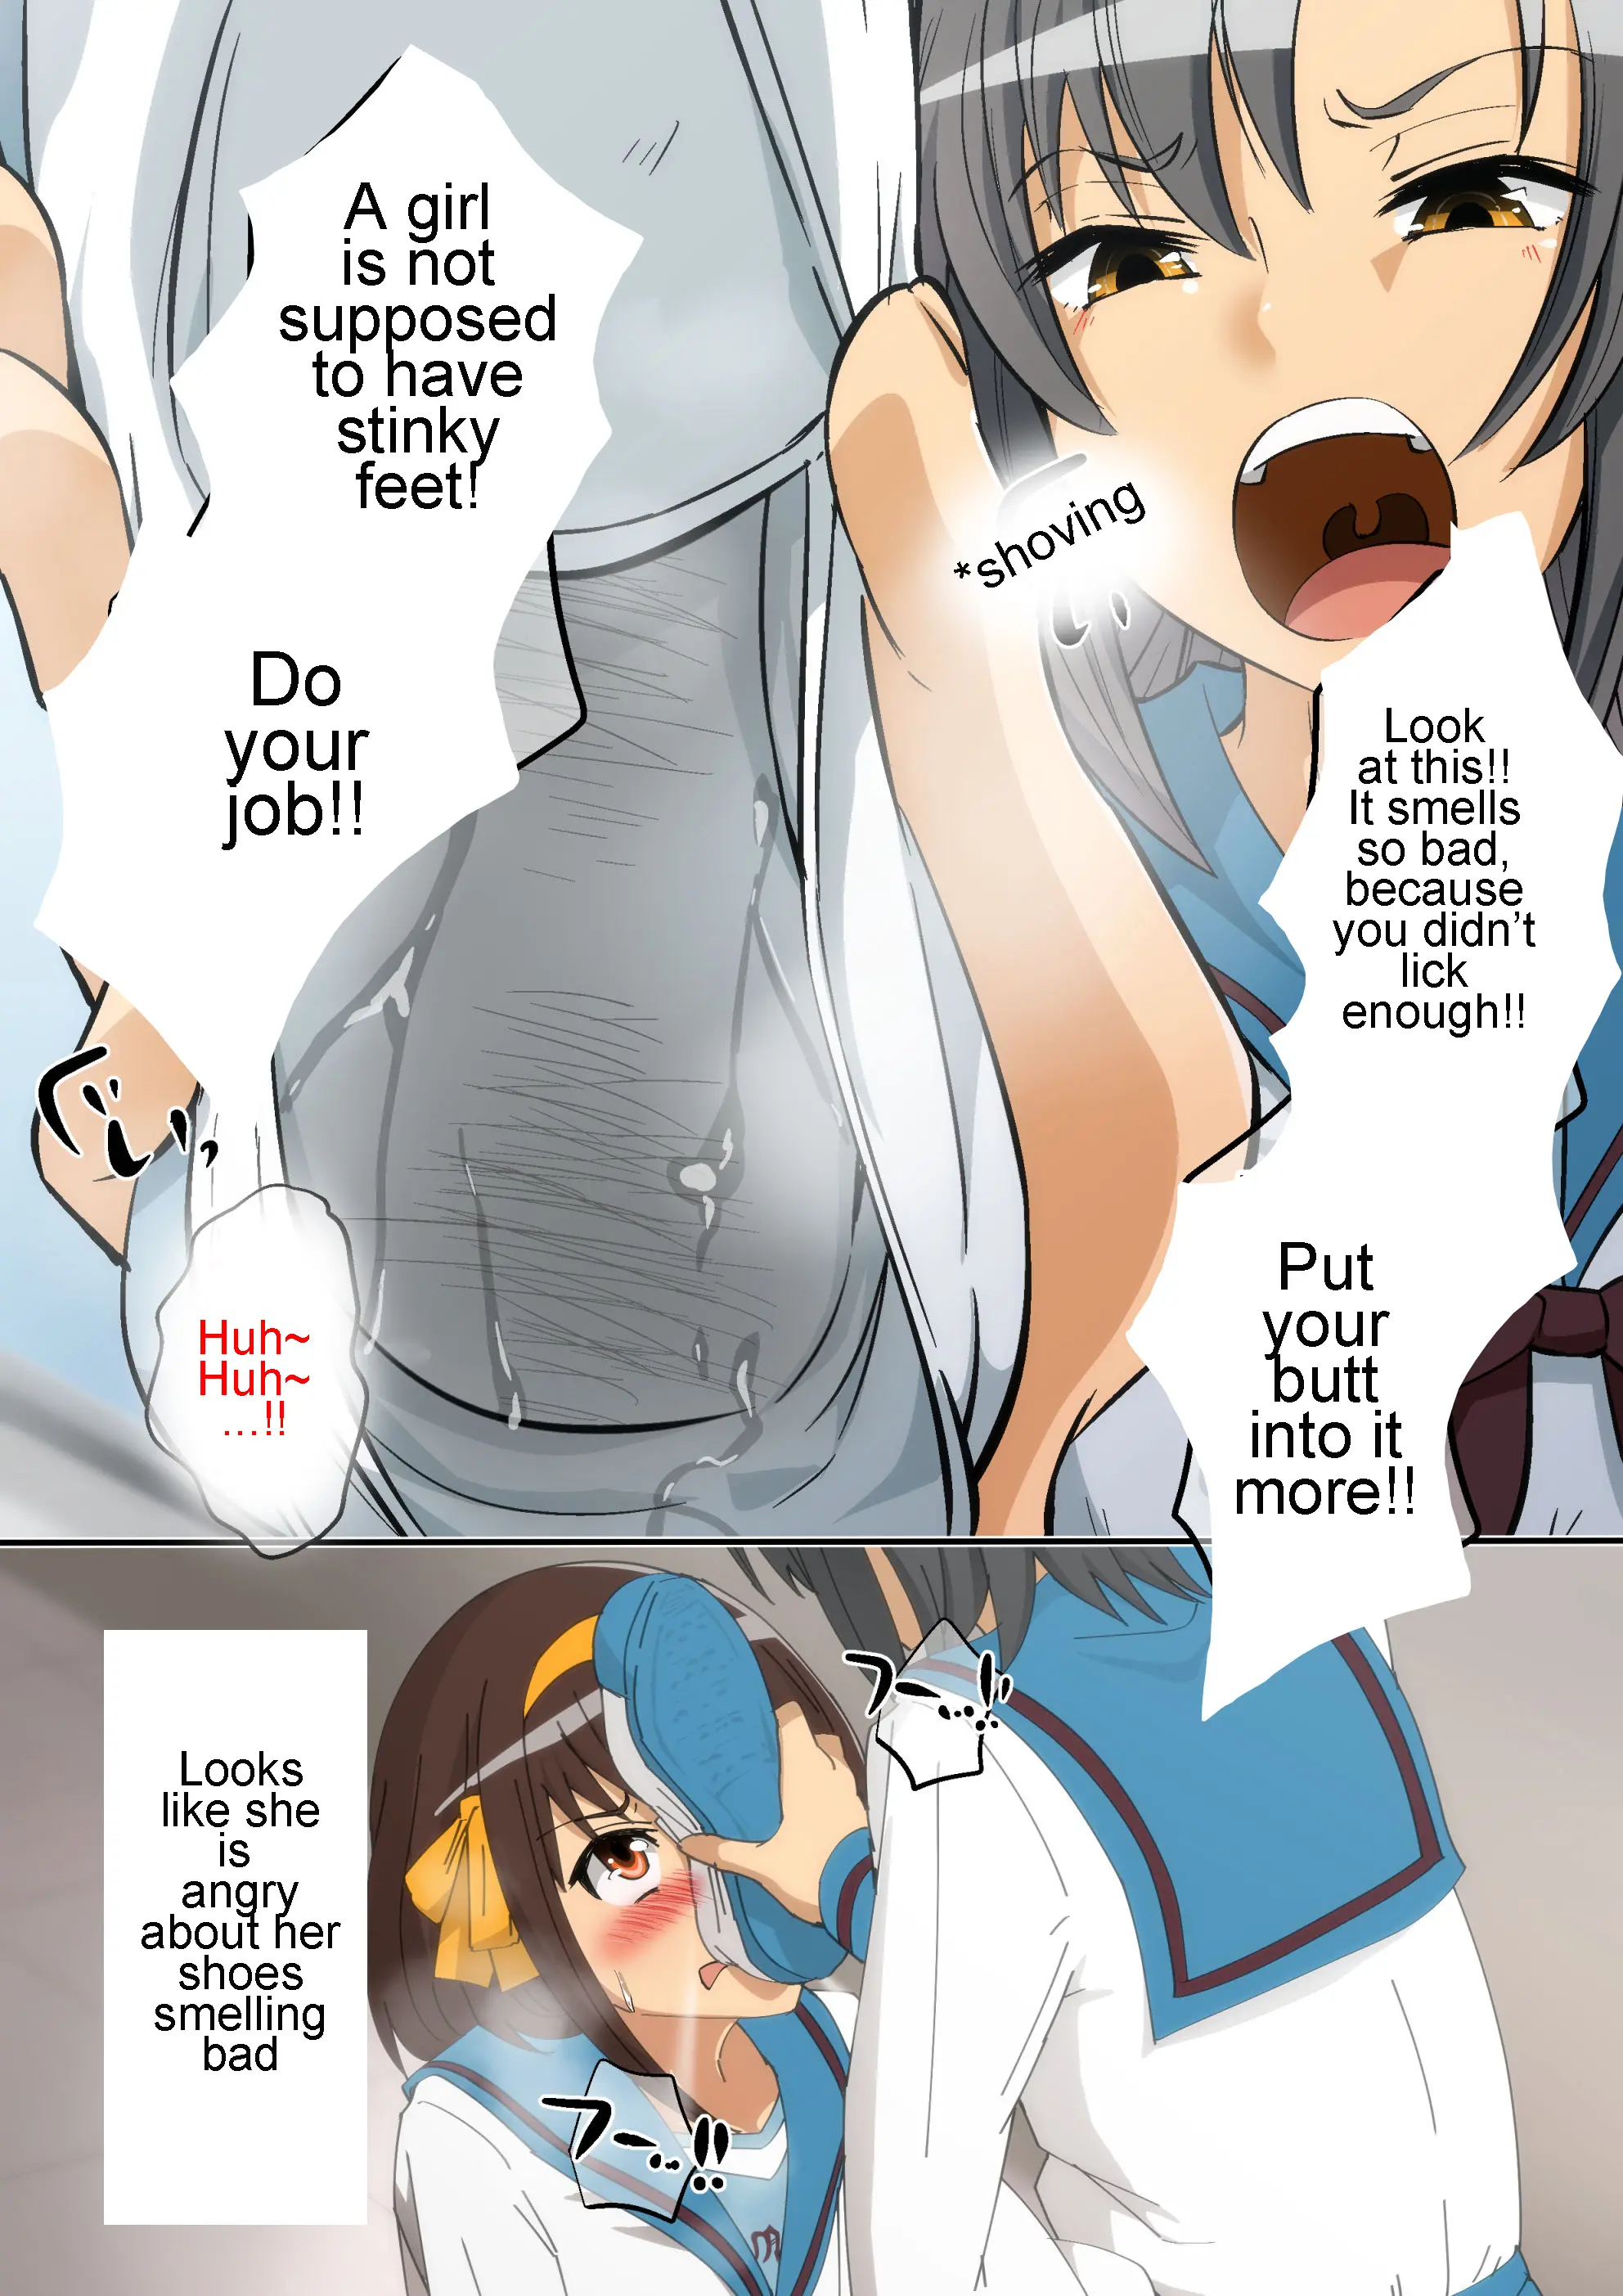 A girl
is not
supposed
to have
stinky
feet!
Do
your
job!!
*shoving
Look
at this!!
It smells
so bad,
because
you didn't
lick
enough!!
Put
your
butt
into it
more!!
ぐいっ
Huh~
Huh~
...!!
Looks
like she
is
angry
about her
shoes
smelling
bad
フー…!!
フー…!!